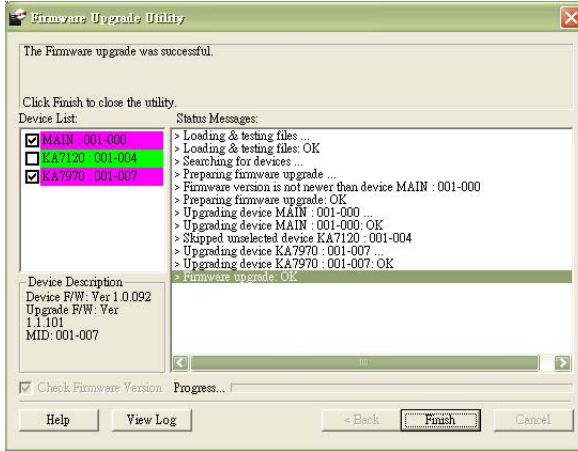 Firmware Upgrade Utility
The Firmware upgrade was successful.
Click Finish to close the utility.
Device List:
MAIN : 001-000
KA7120 : 001-004
KA7970 : 001-007
Status Messages:
> Loading & testing files ...
> Loading & testing files: OK
> Searching for devices ...
> Preparing firmware upgrade ...
> Firmware version is not newer than device MAIN : 001-000
> Preparing firmware upgrade: OK
> Upgrading device MAIN : 001-000 ...
> Upgrading device MAIN : 001-000: OK
> Skipped unselected device KA7120 : 001-004
> Upgrading device KA7970 : 001-007 ...
> Upgrading device KA7970 : 001-007: OK
> Firmware upgrade: OK
Device Description
Device F/W: Ver 1.0.092
Upgrade F/W: Ver
1.1.101
MID: 001-007
Check Firmware Version
Progress...
Help
View Log
< Back
Finish
Cancel